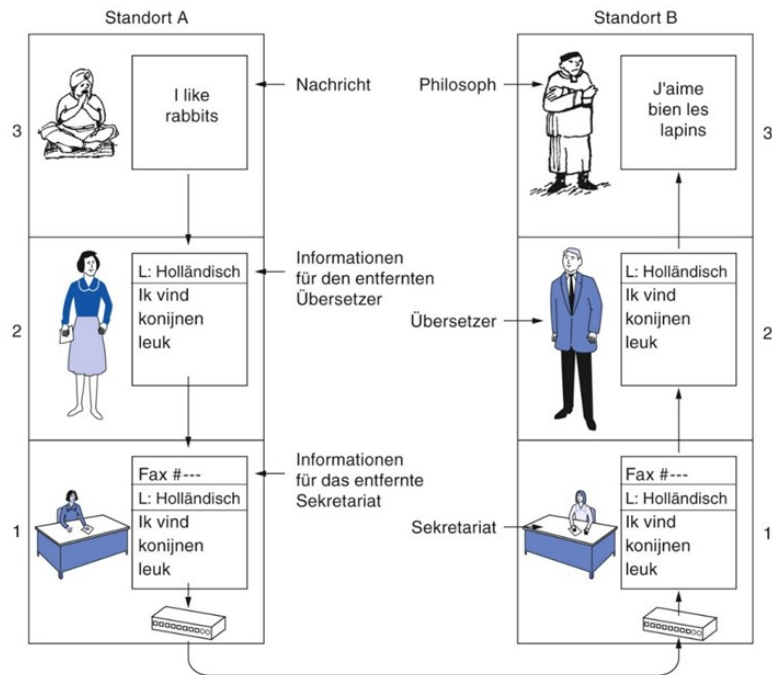 Standort A
Standort B
I like
rabbits
Nachricht
Philosoph
J'aime
bien les
lapins
3
3
L: Holländisch
Ik vind
konijnen
leuk
Informationen
für den entfernten
Übersetzer
Übersetzer
L: Holländisch
Ik vind
konijnen
leuk
2
2
Fax #---
L: Holländisch
Ik vind
konijnen
leuk
Informationen
für das entfernte
Sekretariat
Sekretariat
Fax #---
L: Holländisch
Ik vind
konijnen
leuk
1
1